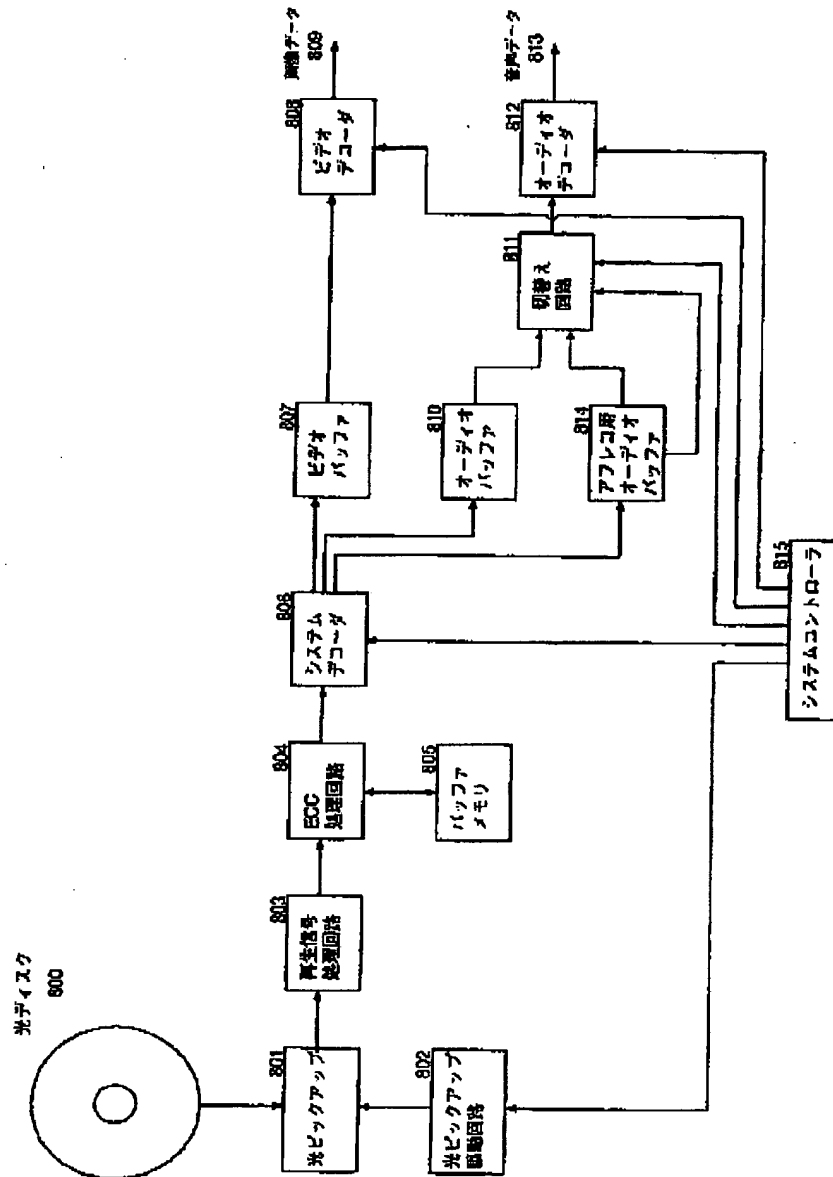 光ディスク
800
801
光ピックアップ
802
光ピックアップ
駆動回路
803
再生信号
処理回路
804
ECC
処理回路
805
バッファ
メモリ
806
システム
デコーダ
807
ビデオ
バッファ
808
ビデオ
デコーダ
画像データ
809
810
オーディオ
バッファ
811
切替え
回路
812
オーディオ
デコーダ
音声データ
813
814
アフレコ用
オーディオ
バッファ
815
システムコントローラ